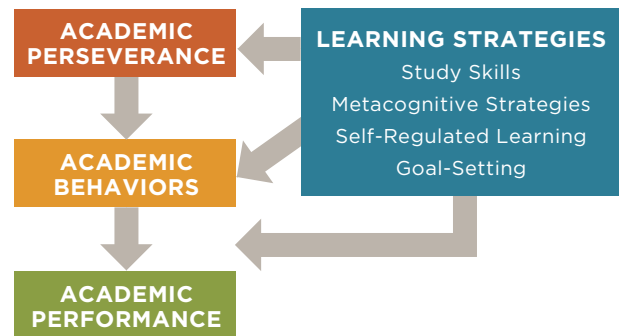 ACADEMIC
PERSEVERANCE
LEARNING STRATEGIES
Study Skills
Metacognitive Strategies
Self-Regulated Learning
Goal-Setting
ACADEMIC
BEHAVIORS
ACADEMIC
PERFORMANCE